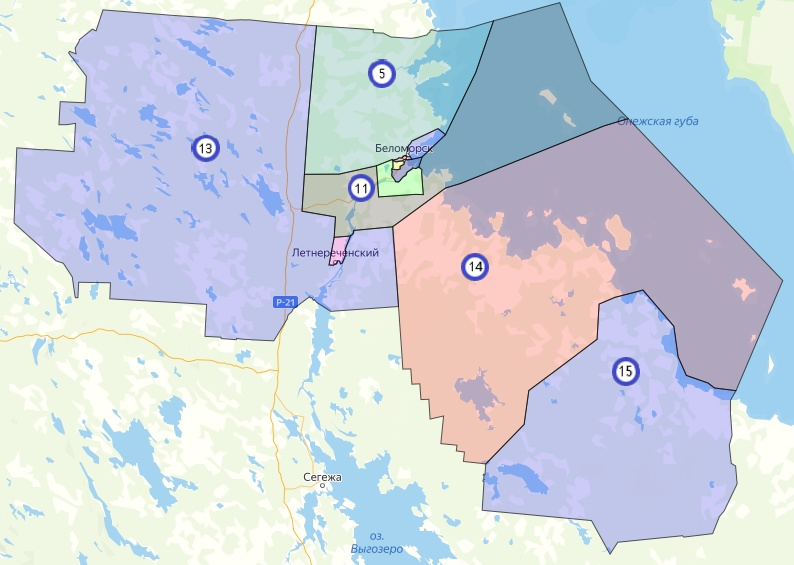 5
Онежская губа
13
Беломорск
11
Летнереченский
14
Р-21
15
Сегежа
оз.
Выгозеро